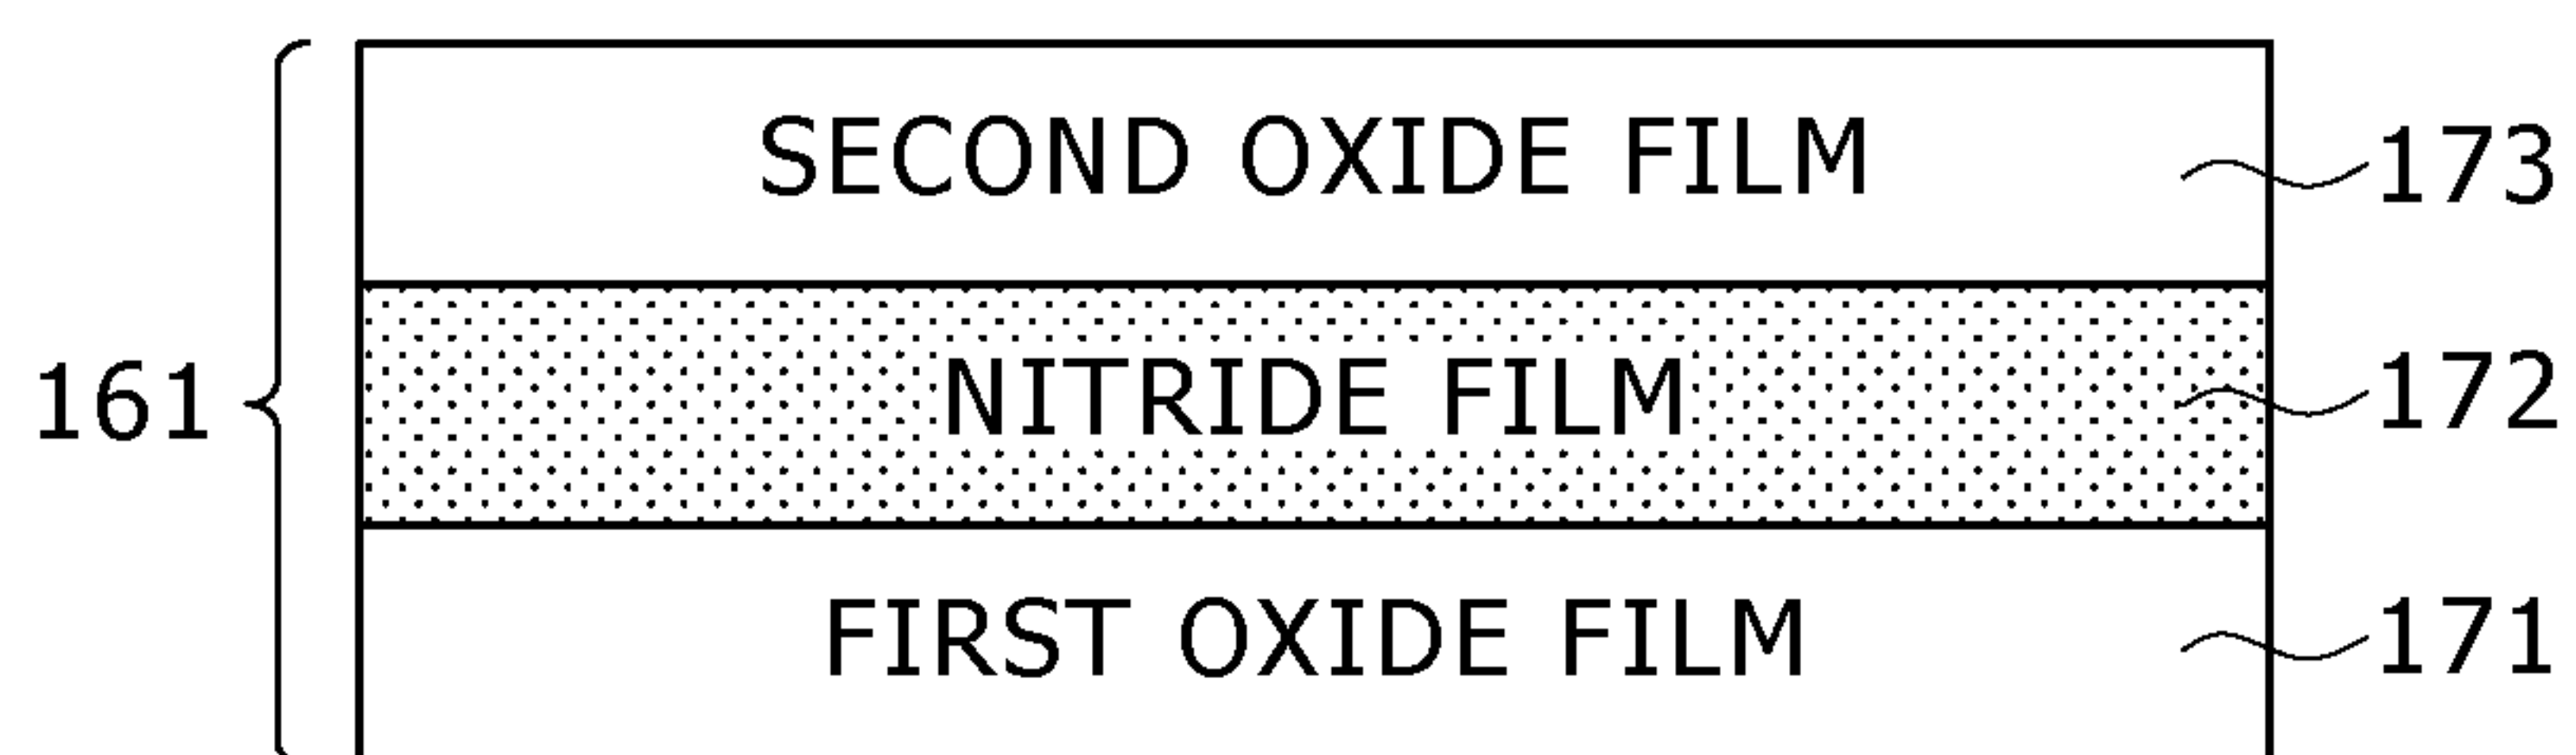 SECOND OXIDE FILM 173
161 NITRIDE FILM 172
FIRST OXIDE FILM 171